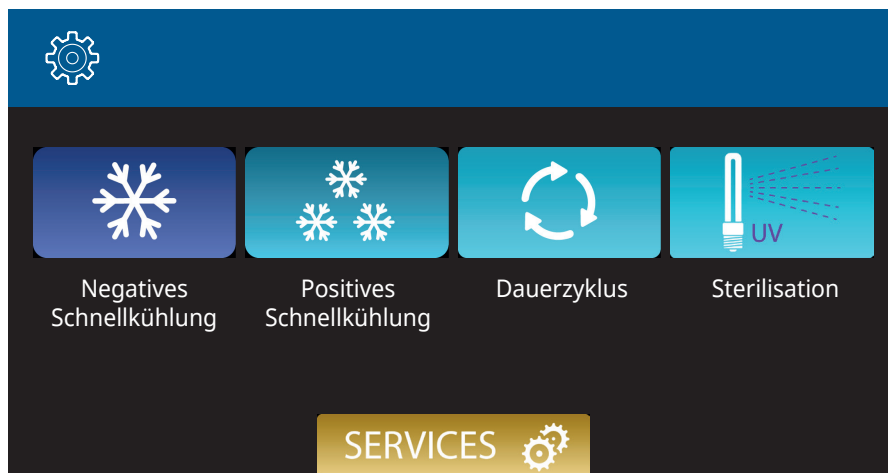 UV
Negatives
Schnellkühlung
Positives
Schnellkühlung
Dauerzyklus
Sterilisation
SERVICES